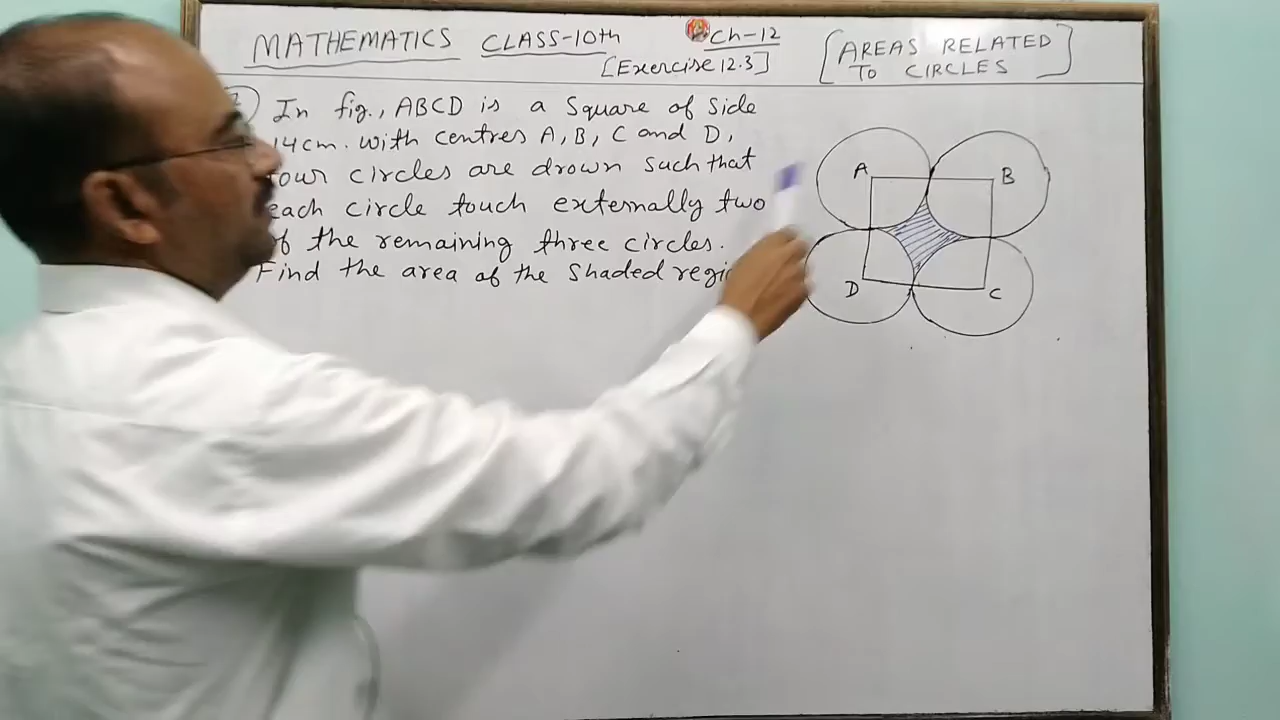 MATHEMATICS CLASS-10th Ch-12
[Exercise 12.3]
[AREAS RELATED
TO CIRCLES]
In fig., ABCD is a Square of Side
14cm. with centres A, B, C and D,
four circles are drown such that
each circle touch externally two
of the remaining three circles.
Find the area of the Shaded
A B
D C